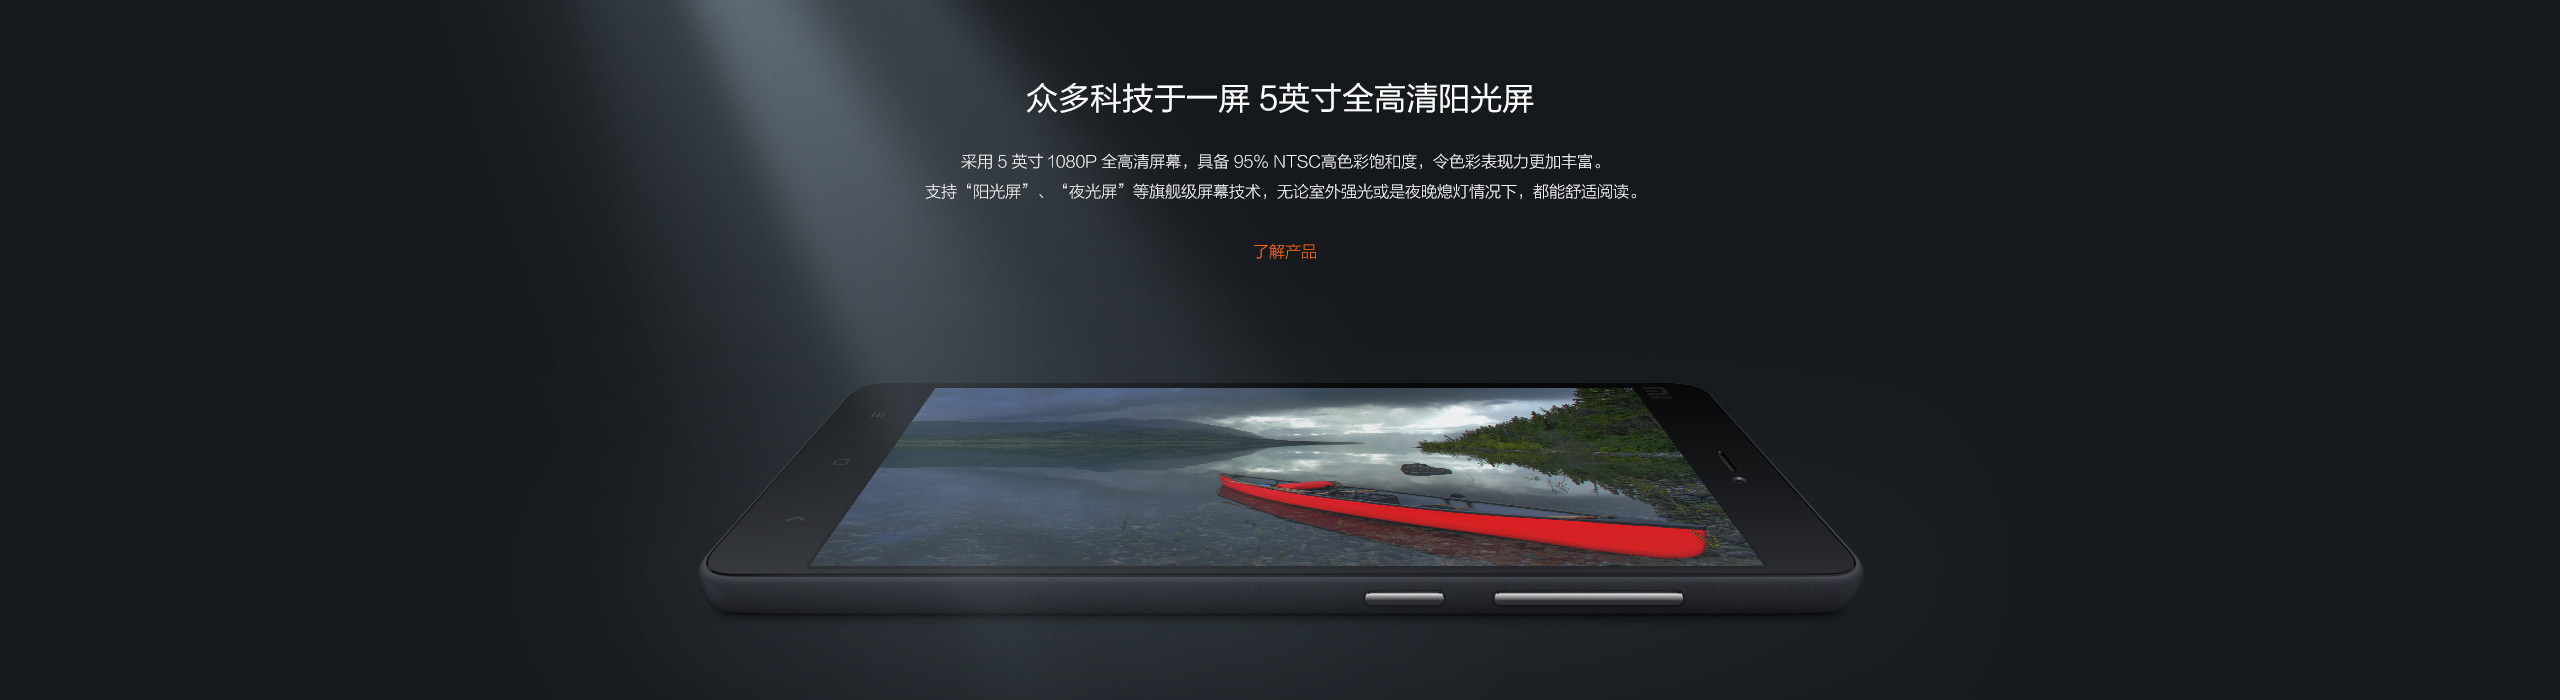 众多科技于一屏 5英寸全高清阳光屏
采用 5 英寸 1080P 全高清屏幕，具备 95% NTSC高色彩饱和度，令色彩表现力更加丰富。
支持“阳光屏”、“夜光屏”等旗舰级屏幕技术，无论室外强光或是夜晚熄灯情况下，都能舒适阅读。
了解产品